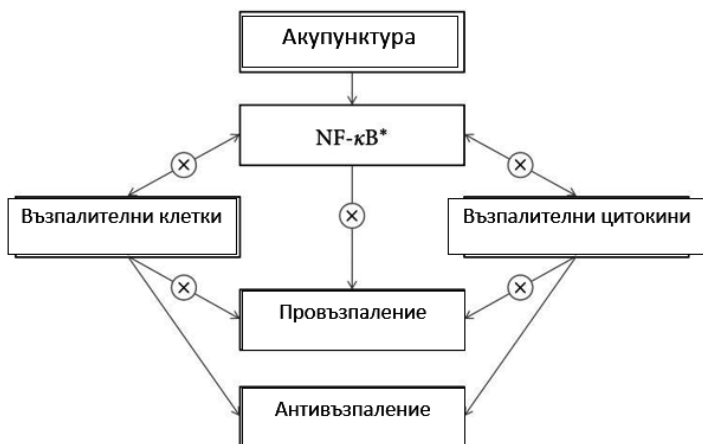 Акупунктура
NF-κB*
Възпалителни клетки
Възпалителни цитокини
Провъзпаление
Антивъзпаление